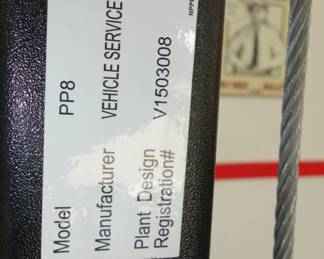 Model PP8
Manufacturer VEHICLE SERVICE
Plant Design
Registration# V1503008